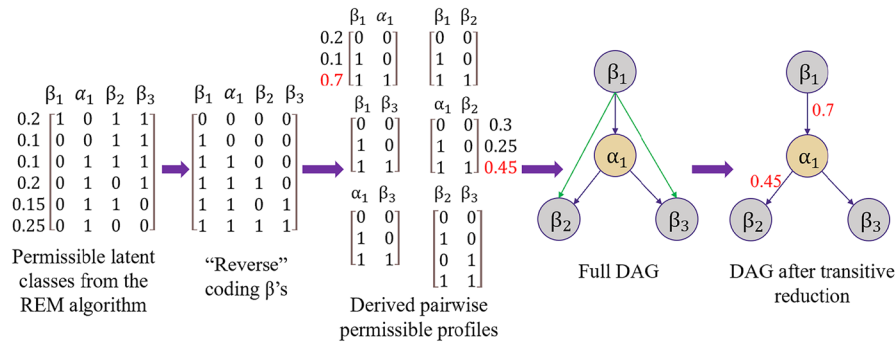 β₁ α₁ β₂ β₃
0.2 1 0 1 1
0.1 0 0 1 1
0.1 0 1 1 1
0.2 0 1 0 1
0.15 0 1 1 0
0.25 0 1 0 0
Permissible latent
classes from the
REM algorithm
β₁ α₁ β₂ β₃
0 0 0 0
1 0 0 0
1 1 0 0
1 1 1 0
1 1 0 1
1 1 1 1
“Reverse”
coding β’s
β₁ α₁
0.2 0 0
0.1 1 0
0.7 1 1
β₁ β₂
0 0
1 0
1 1
β₁ β₃
0 0
1 0
1 1
α₁ β₂
0 0 0.3
1 0 0.25
1 1 0.45
α₁ β₃
0 0
1 0
1 1
β₂ β₃
0 0
1 0
0 1
1 1
Derived pairwise
permissible profiles
β₁
α₁
β₂ β₃
Full DAG
β₁
0.7
α₁
0.45
β₂ β₃
DAG after transitive
reduction